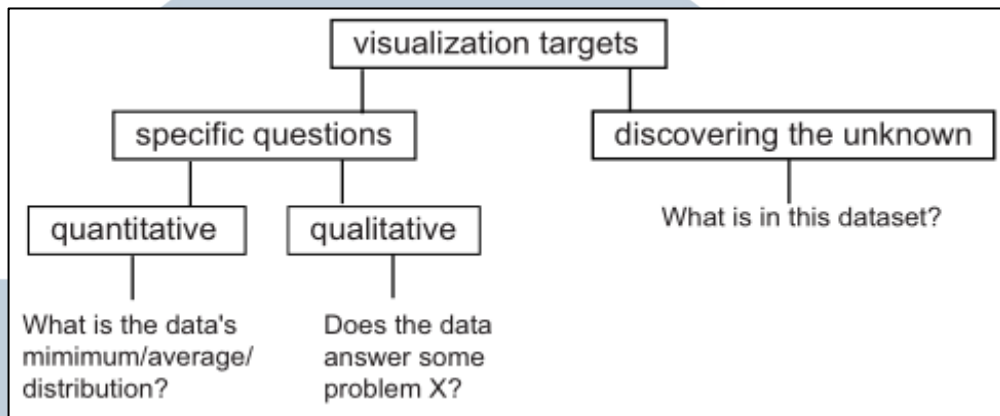 visualization targets
specific questions
discovering the unknown
quantitative
qualitative
What is in this dataset?
What is the data's
mimimum/average/
distribution?
Does the data
answer some
problem X?